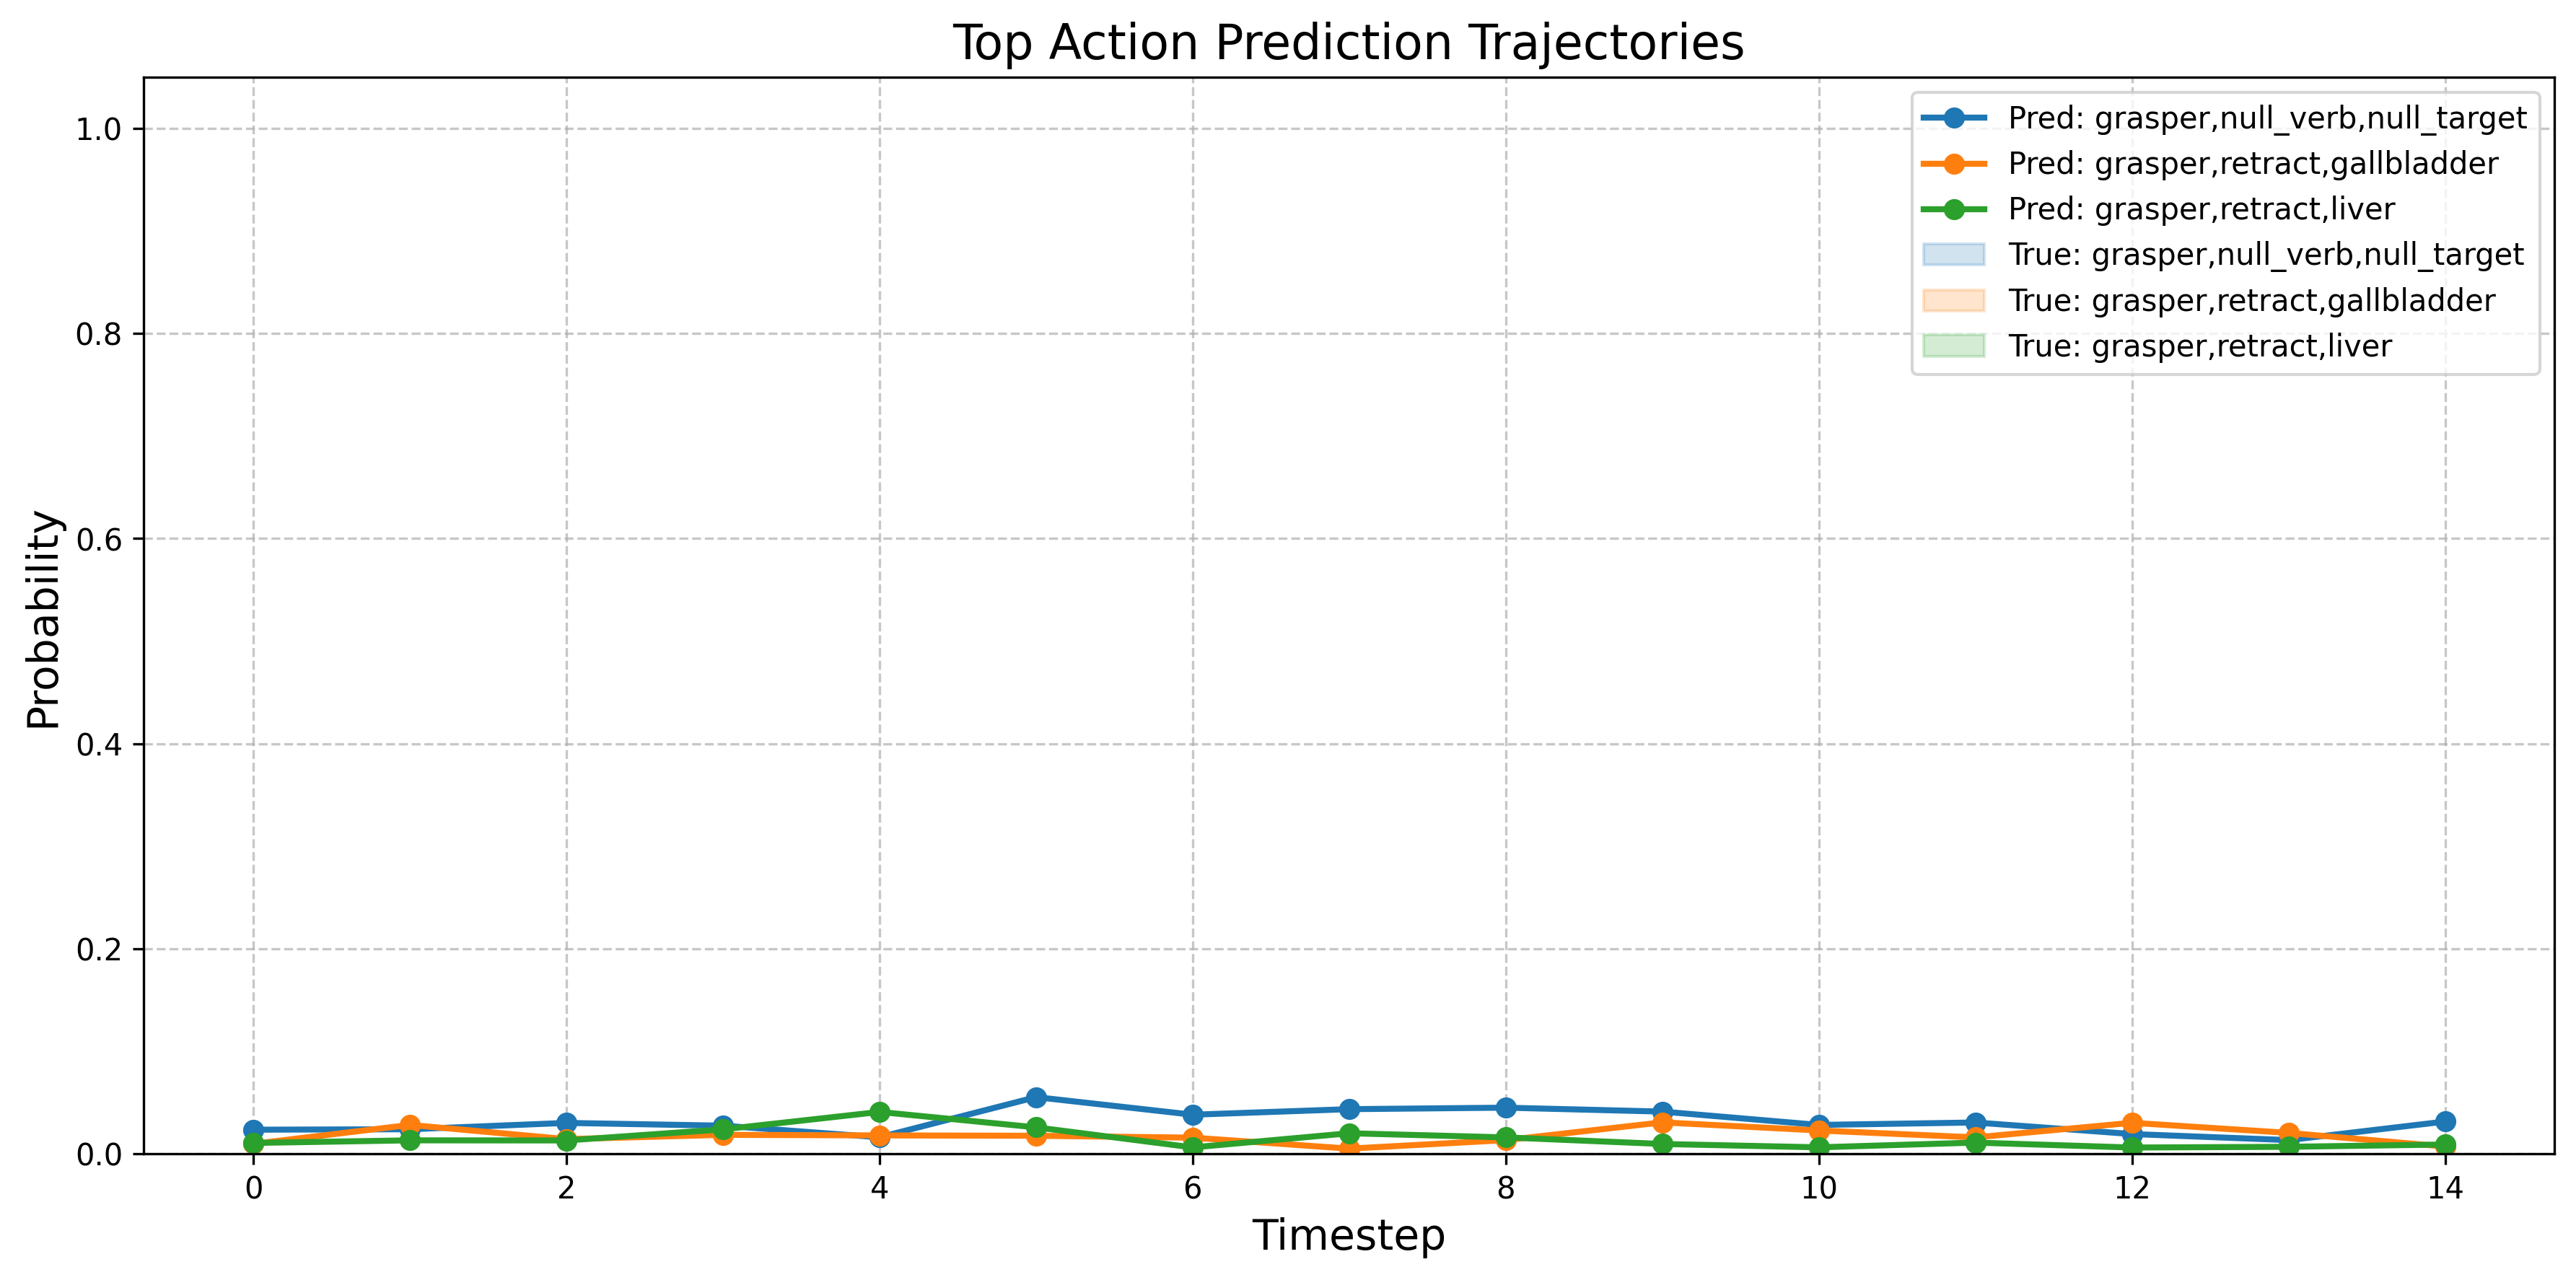 Top Action Prediction Trajectories
1.0
0.8
0.6
0.4
0.2
0.0
Probability
Pred: grasper,null_verb,null_target
Pred: grasper,retract,gallbladder
Pred: grasper,retract,liver
True: grasper,null_verb,null_target
True: grasper,retract,gallbladder
True: grasper,retract,liver
0 2 4 6 8 10 12 14
Timestep